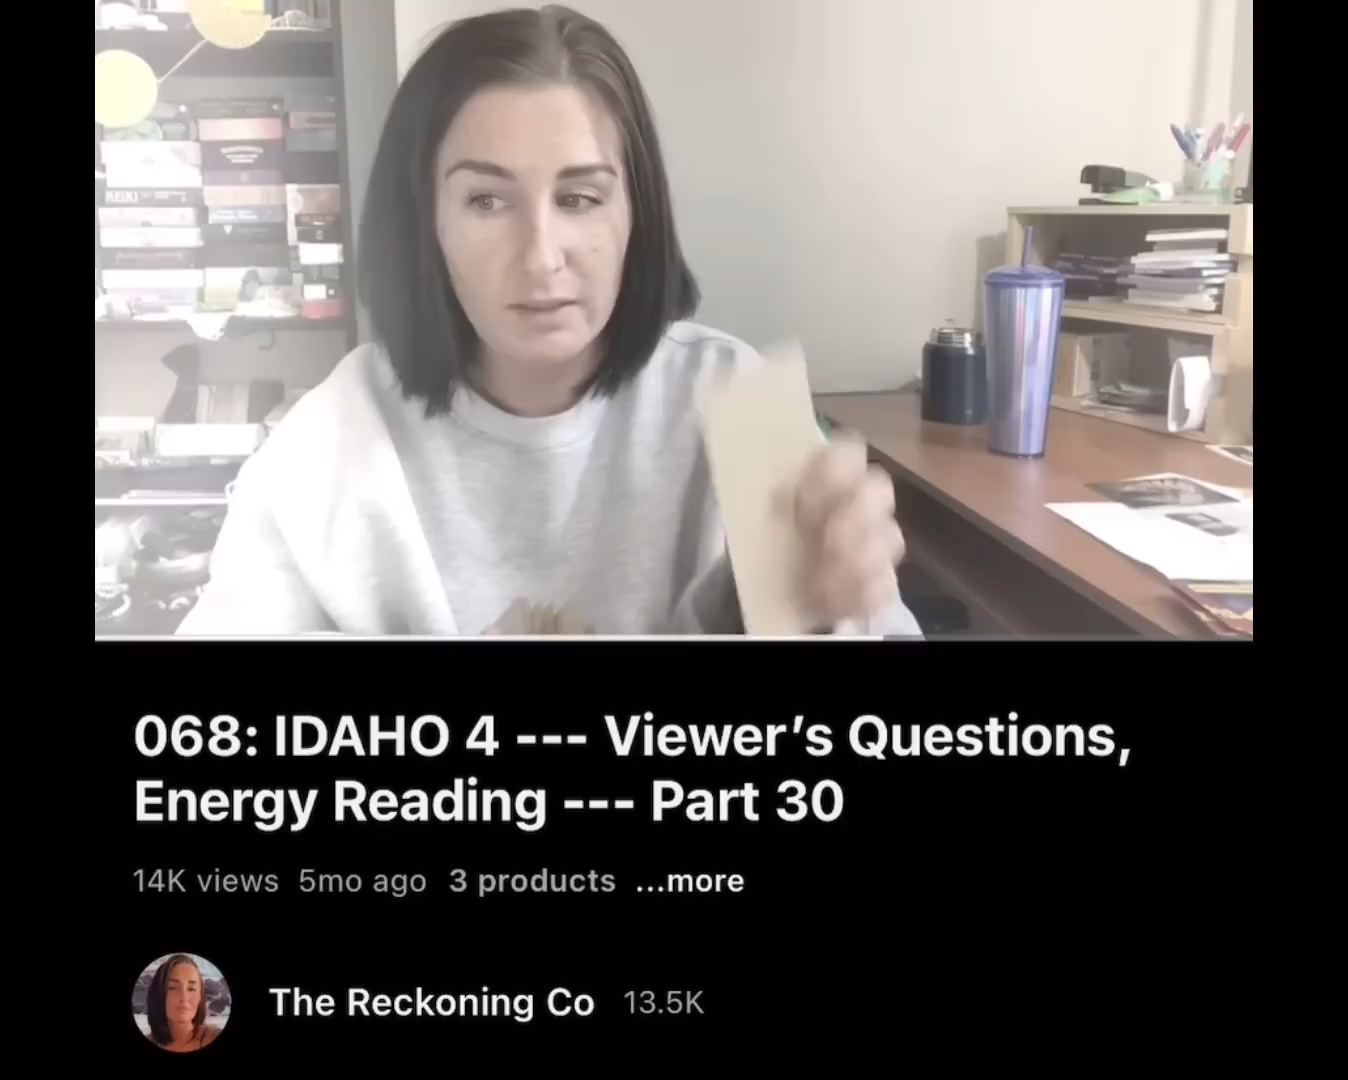 REIKI
068: IDAHO 4 --- Viewer’s Questions,
Energy Reading --- Part 30
14K views 5mo ago 3 products ...more
The Reckoning Co 13.5K